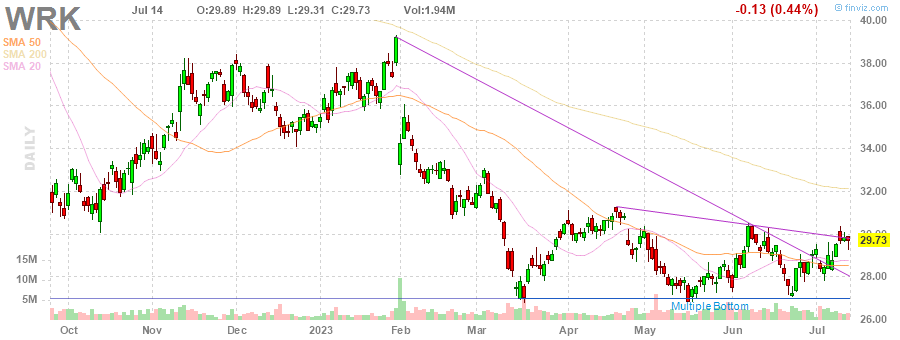 WRK Jul 14 O:29.89 H:29.89 L:29.31 C:29.73 Vol:1.94M -0.13 (0.44%)
© finviz.com
SMA 50
SMA 200
SMA 20
DAILY
40.00
38.00
36.00
34.00
32.00
30.00
29.73
28.00
26.00
15M
10M
5M
Multiple Bottom
Oct Nov Dec 2023 Feb Mar Apr May Jun Jul